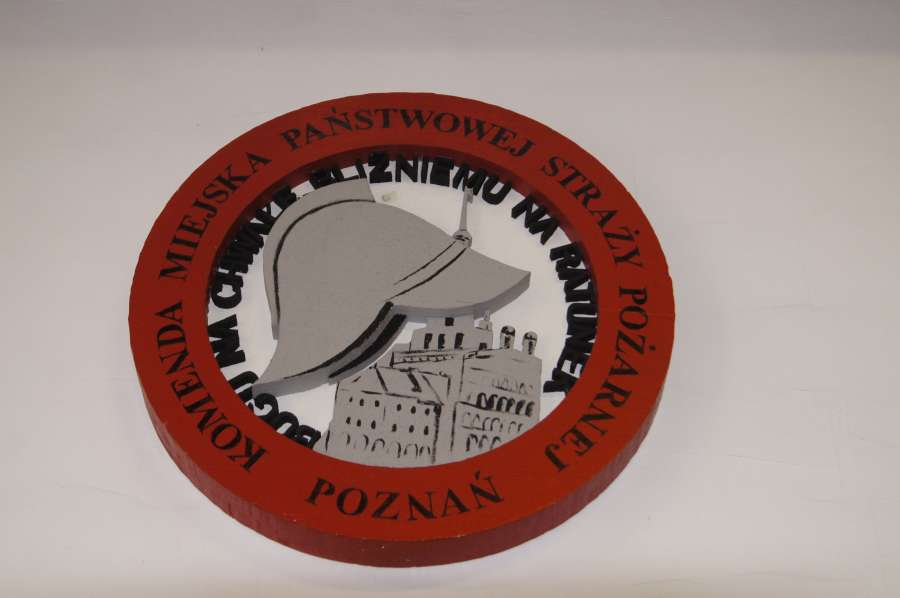 KOMENDA MIEJSKA PAŃSTWOWEJ STRAŻY POŻARNEJ
POZNAŃ
BOGU NA CHWAŁĘ BLIŹNIEMU NA RATUNEK